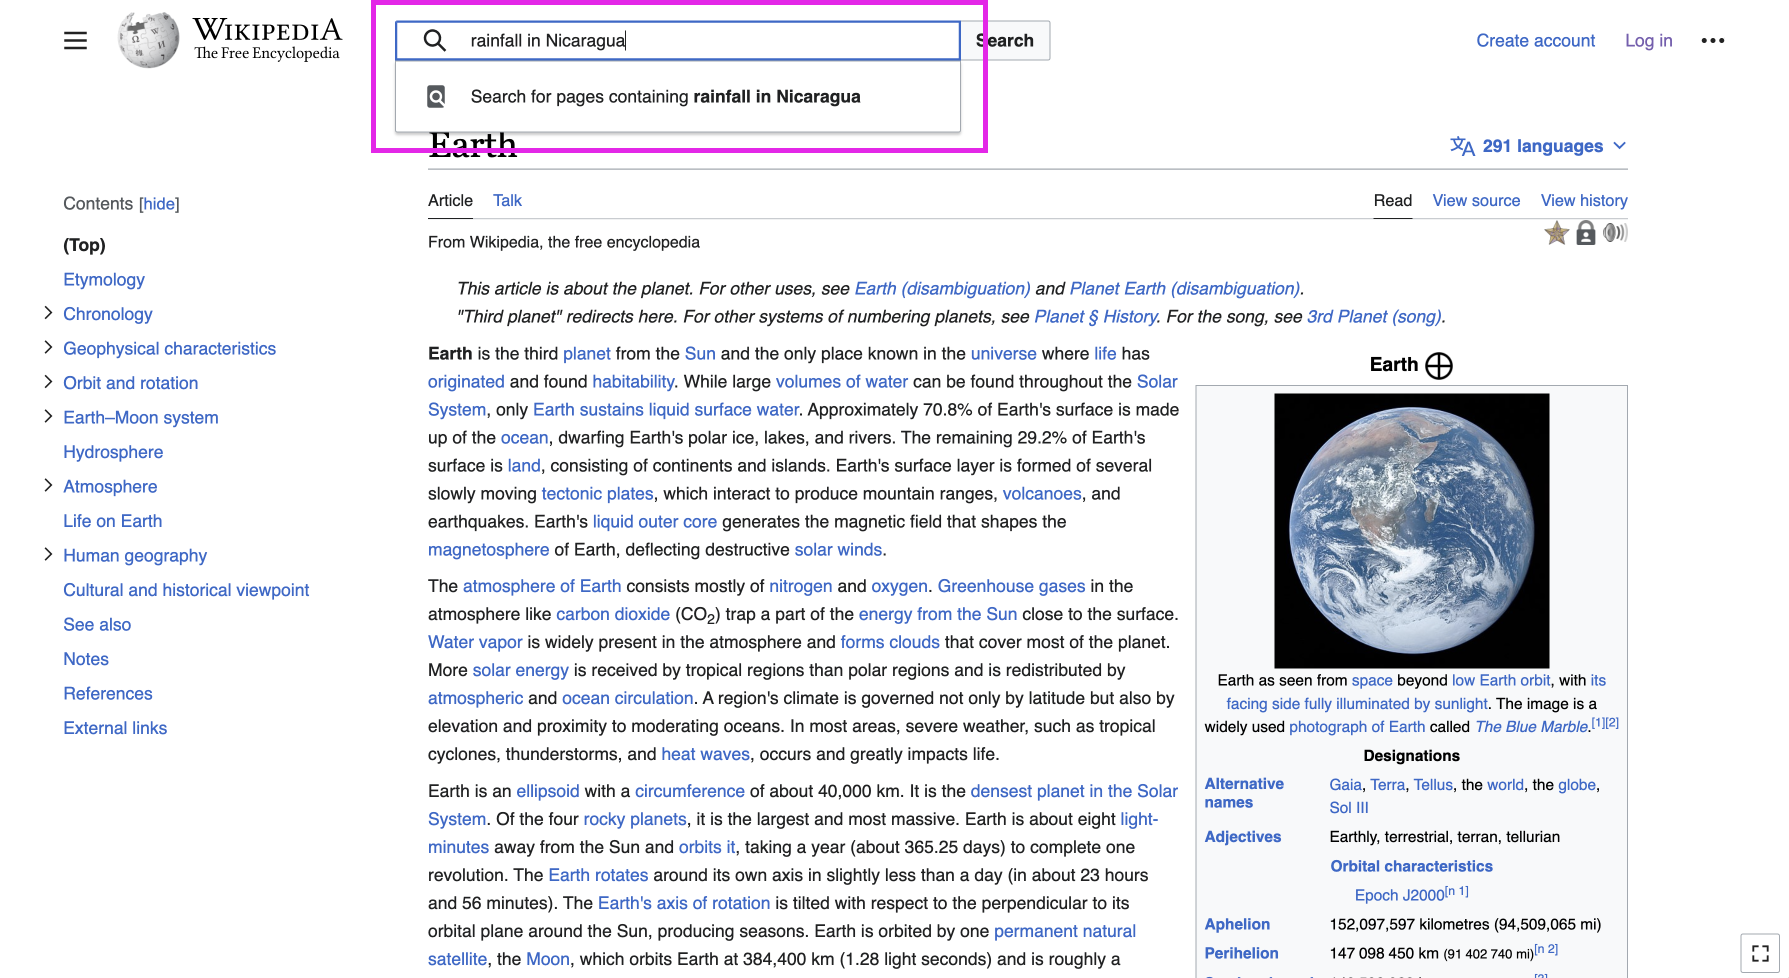 WIKIPEDIA
The Free Encyclopedia
rainfall in Nicaragua
Search
Create account
Log in
Search for pages containing rainfall in Nicaragua
Earth
291 languages
Contents [hide]
(Top)
Etymology
Chronology
Geophysical characteristics
Orbit and rotation
Earth–Moon system
Hydrosphere
Atmosphere
Life on Earth
Human geography
Cultural and historical viewpoint
See also
Notes
References
External links
Article Talk
Read View source View history
From Wikipedia, the free encyclopedia
This article is about the planet. For other uses, see Earth (disambiguation) and Planet Earth (disambiguation).
"Third planet" redirects here. For other systems of numbering planets, see Planet § History. For the song, see 3rd Planet (song).
Earth is the third planet from the Sun and the only place known in the universe where life has
originated and found habitability. While large volumes of water can be found throughout the Solar
System, only Earth sustains liquid surface water. Approximately 70.8% of Earth's surface is made
up of the ocean, dwarfing Earth's polar ice, lakes, and rivers. The remaining 29.2% of Earth's
surface is land, consisting of continents and islands. Earth's surface layer is formed of several
slowly moving tectonic plates, which interact to produce mountain ranges, volcanoes, and
earthquakes. Earth's liquid outer core generates the magnetic field that shapes the
magnetosphere of Earth, deflecting destructive solar winds.
The atmosphere of Earth consists mostly of nitrogen and oxygen. Greenhouse gases in the
atmosphere like carbon dioxide (CO2) trap a part of the energy from the Sun close to the surface.
Water vapor is widely present in the atmosphere and forms clouds that cover most of the planet.
More solar energy is received by tropical regions than polar regions and is redistributed by
atmospheric and ocean circulation. A region's climate is governed not only by latitude but also by
elevation and proximity to moderating oceans. In most areas, severe weather, such as tropical
cyclones, thunderstorms, and heat waves, occurs and greatly impacts life.
Earth is an ellipsoid with a circumference of about 40,000 km. It is the densest planet in the Solar
System. Of the four rocky planets, it is the largest and most massive. Earth is about eight light-
minutes away from the Sun and orbits it, taking a year (about 365.25 days) to complete one
revolution. The Earth rotates around its own axis in slightly less than a day (in about 23 hours
and 56 minutes). The Earth's axis of rotation is tilted with respect to the perpendicular to its
orbital plane around the Sun, producing seasons. Earth is orbited by one permanent natural
satellite, the Moon, which orbits Earth at 384,400 km (1.28 light seconds) and is roughly a
Earth
Earth as seen from space beyond low Earth orbit, with its
facing side fully illuminated by sunlight. The image is a
widely used photograph of Earth called The Blue Marble.[1][2]
Designations
Alternative names Gaia, Terra, Tellus, the world, the globe,
Sol III
Adjectives Earthly, terrestrial, terran, tellurian
Orbital characteristics
Epoch J2000[n 1]
Aphelion 152,097,597 kilometres (94,509,065 mi)
Perihelion 147 098 450 km (91 402 740 mi)[n 2]